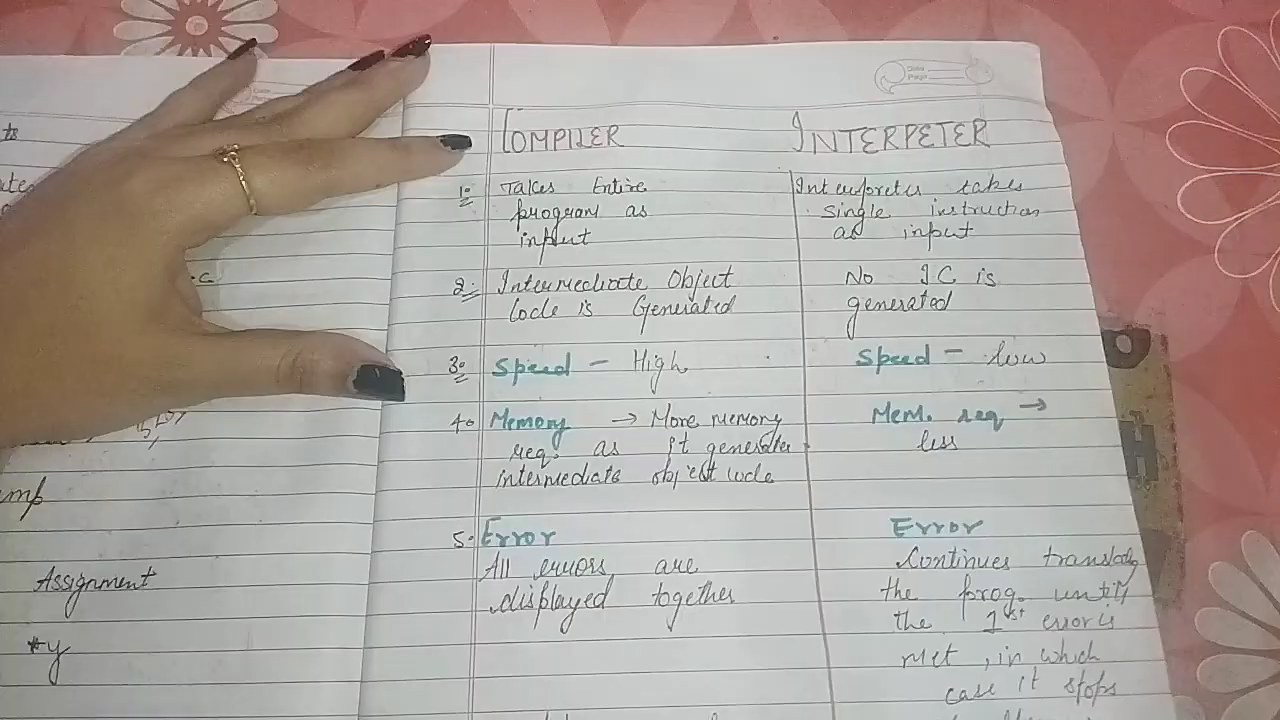 COMPILER INTERPETER
1. Takes Entire program as input
Interpreter takes single instruction as input
2. Intermediate Object Code is Generated
No IC is generated
3. Speed - High
Speed - low
4. Memory → More memory
req. as it generates
intermediate object code
Mem. req →
less
5. Error
All errors are
displayed together
Error
Continues translating
the prog. until
the 1st error is
met, in which
case it stops
Assignment
*y